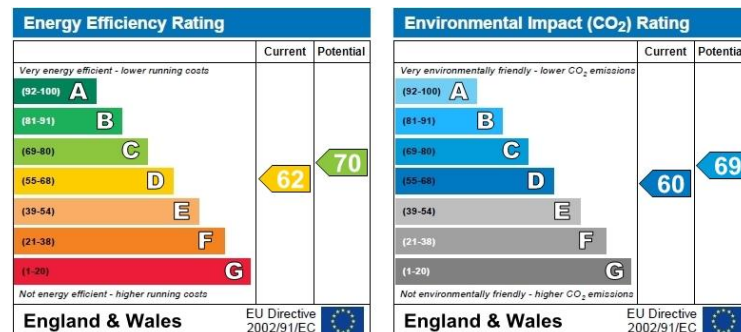 Energy Efficiency Rating
Current Potential
Very energy efficient - lower running costs
(92-100) A
(81-91) B
(69-80) C
(55-68) D
(39-54) E
(21-38) F
(1-20) G
62
70
Not energy efficient - higher running costs
England & Wales
EU Directive
2002/91/EC
Environmental Impact (CO₂) Rating
Current Potential
Very environmentally friendly - lower CO₂ emissions
(92-100) A
(81-91) B
(69-80) C
(55-68) D
(39-54) E
(21-38) F
(1-20) G
60
69
Not environmentally friendly - higher CO₂ emissions
England & Wales
EU Directive
2002/91/EC